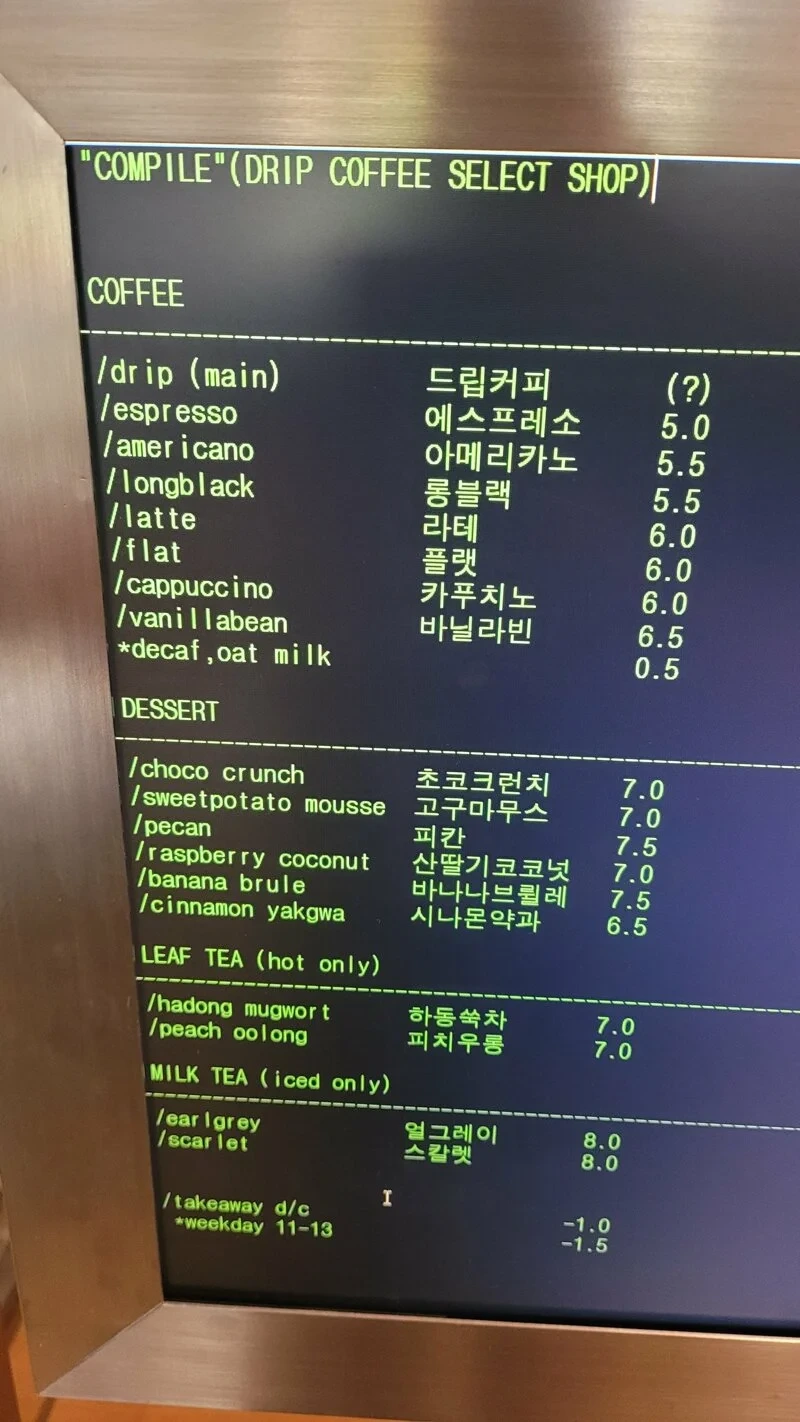 "COMPILE"(DRIP COFFEE SELECT SHOP)
COFFEE
/drip (main) 드립커피 (?)
/espresso 에스프레소 5.0
/americano 아메리카노 5.5
/longblack 롱블랙 5.5
/latte 라테 6.0
/flat 플랫 6.0
/cappuccino 카푸치노 6.0
/vanillabean 바닐라빈 6.5
*decaf,oat milk 0.5
DESSERT
/choco crunch 초코크런치 7.0
/sweetpotato mousse 고구마무스 7.0
/pecan 피칸 7.5
/raspberry coconut 산딸기코코넛 7.0
/banana brule 바나나브륄레 7.5
/cinnamon yakgwa 시나몬약과 6.5
LEAF TEA (hot only)
/hadong mugwort 하동쑥차 7.0
/peach oolong 피치우롱 7.0
MILK TEA (iced only)
/earlgrey 얼그레이 8.0
/scarlet 스칼렛 8.0
/takeaway d/c -1.0
*weekday 11-13 -1.5